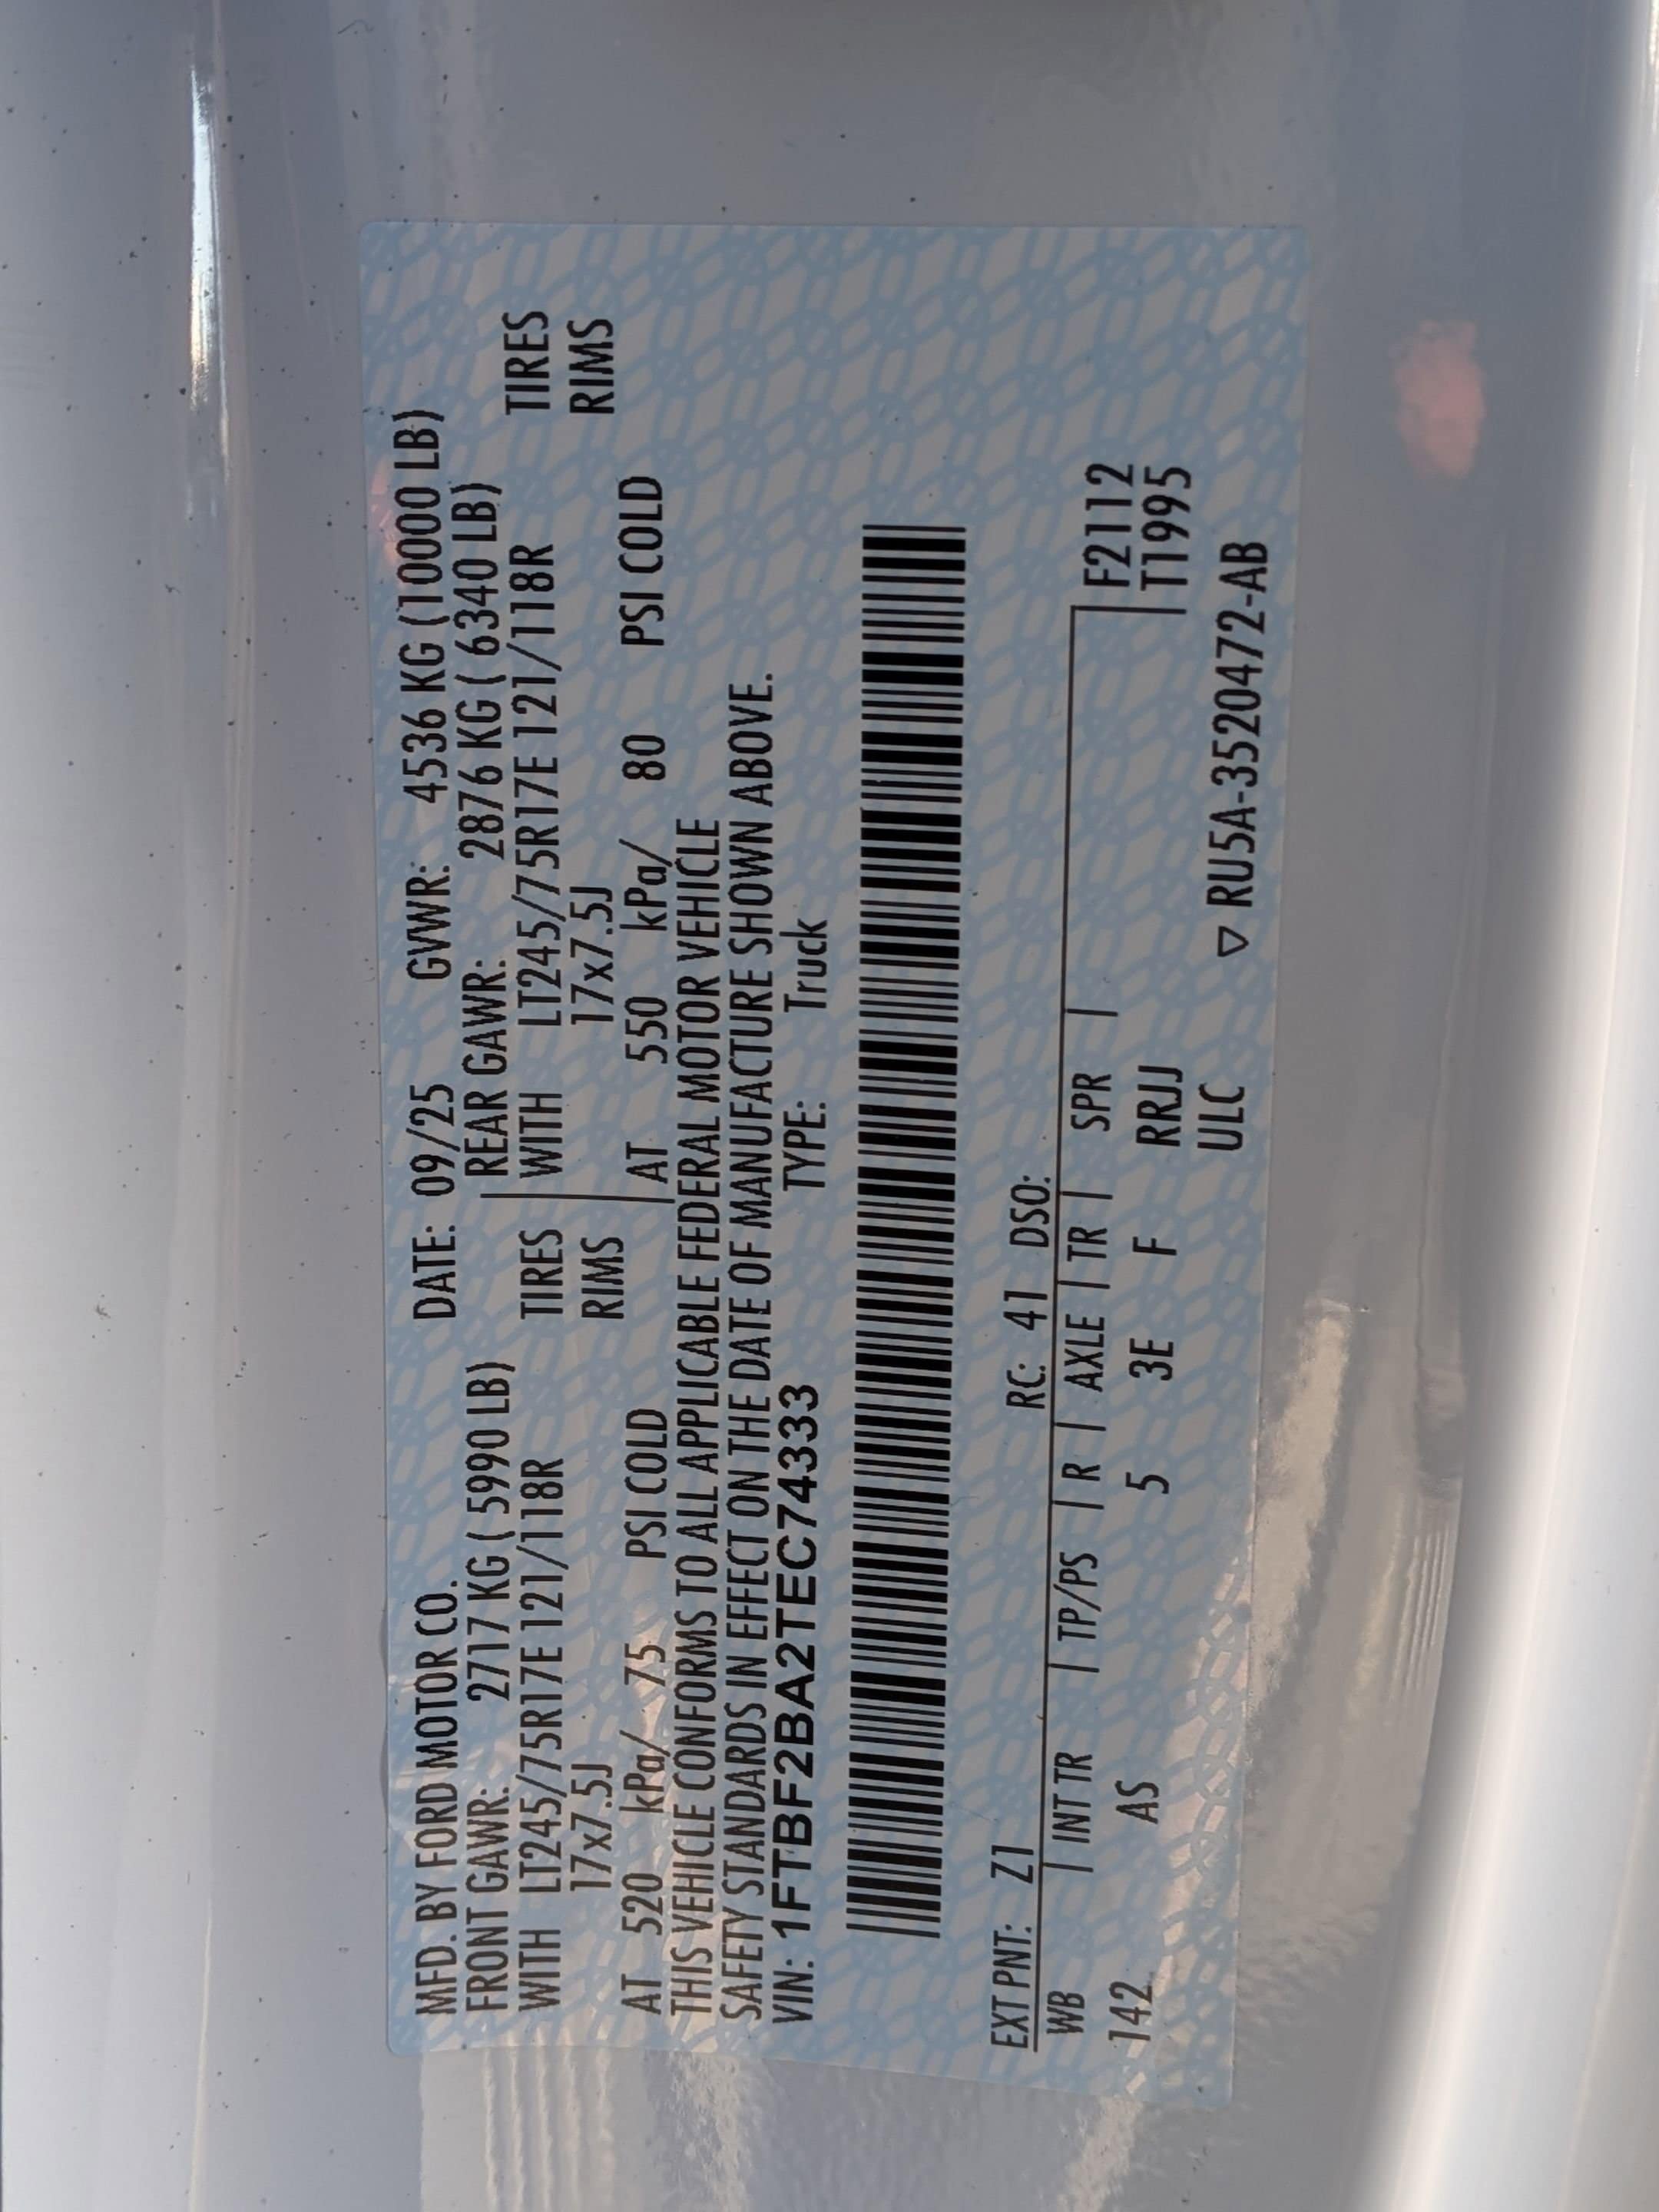 MFD. BY FORD MOTOR CO. DATE: 09/25 GVWR: 4536 KG (10000 LB)
FRONT GAWR: 2717 KG ( 5990 LB) REAR GAWR: 2876 KG ( 6340 LB)
WITH LT245/75R17E 121/118R TIRES WITH LT245/75R17E 121/118R TIRES
17x7.5J RIMS 17x7.5J RIMS
AT 520 kPa/ 75 PSI COLD AT 550 kPa/ 80 PSI COLD
THIS VEHICLE CONFORMS TO ALL APPLICABLE FEDERAL MOTOR VEHICLE
SAFETY STANDARDS IN EFFECT ON THE DATE OF MANUFACTURE SHOWN ABOVE.
VIN: 1FTBF2BA2TEC74333 TYPE: Truck
EXT PNT: Z1 RC: 41 DSO:
WB | INT TR | TP/PS | R | AXLE | TR | SPR | F2112
142 AS 5 3E F RRJJ T1995
ULC ▽ RU5A-3520472-AB